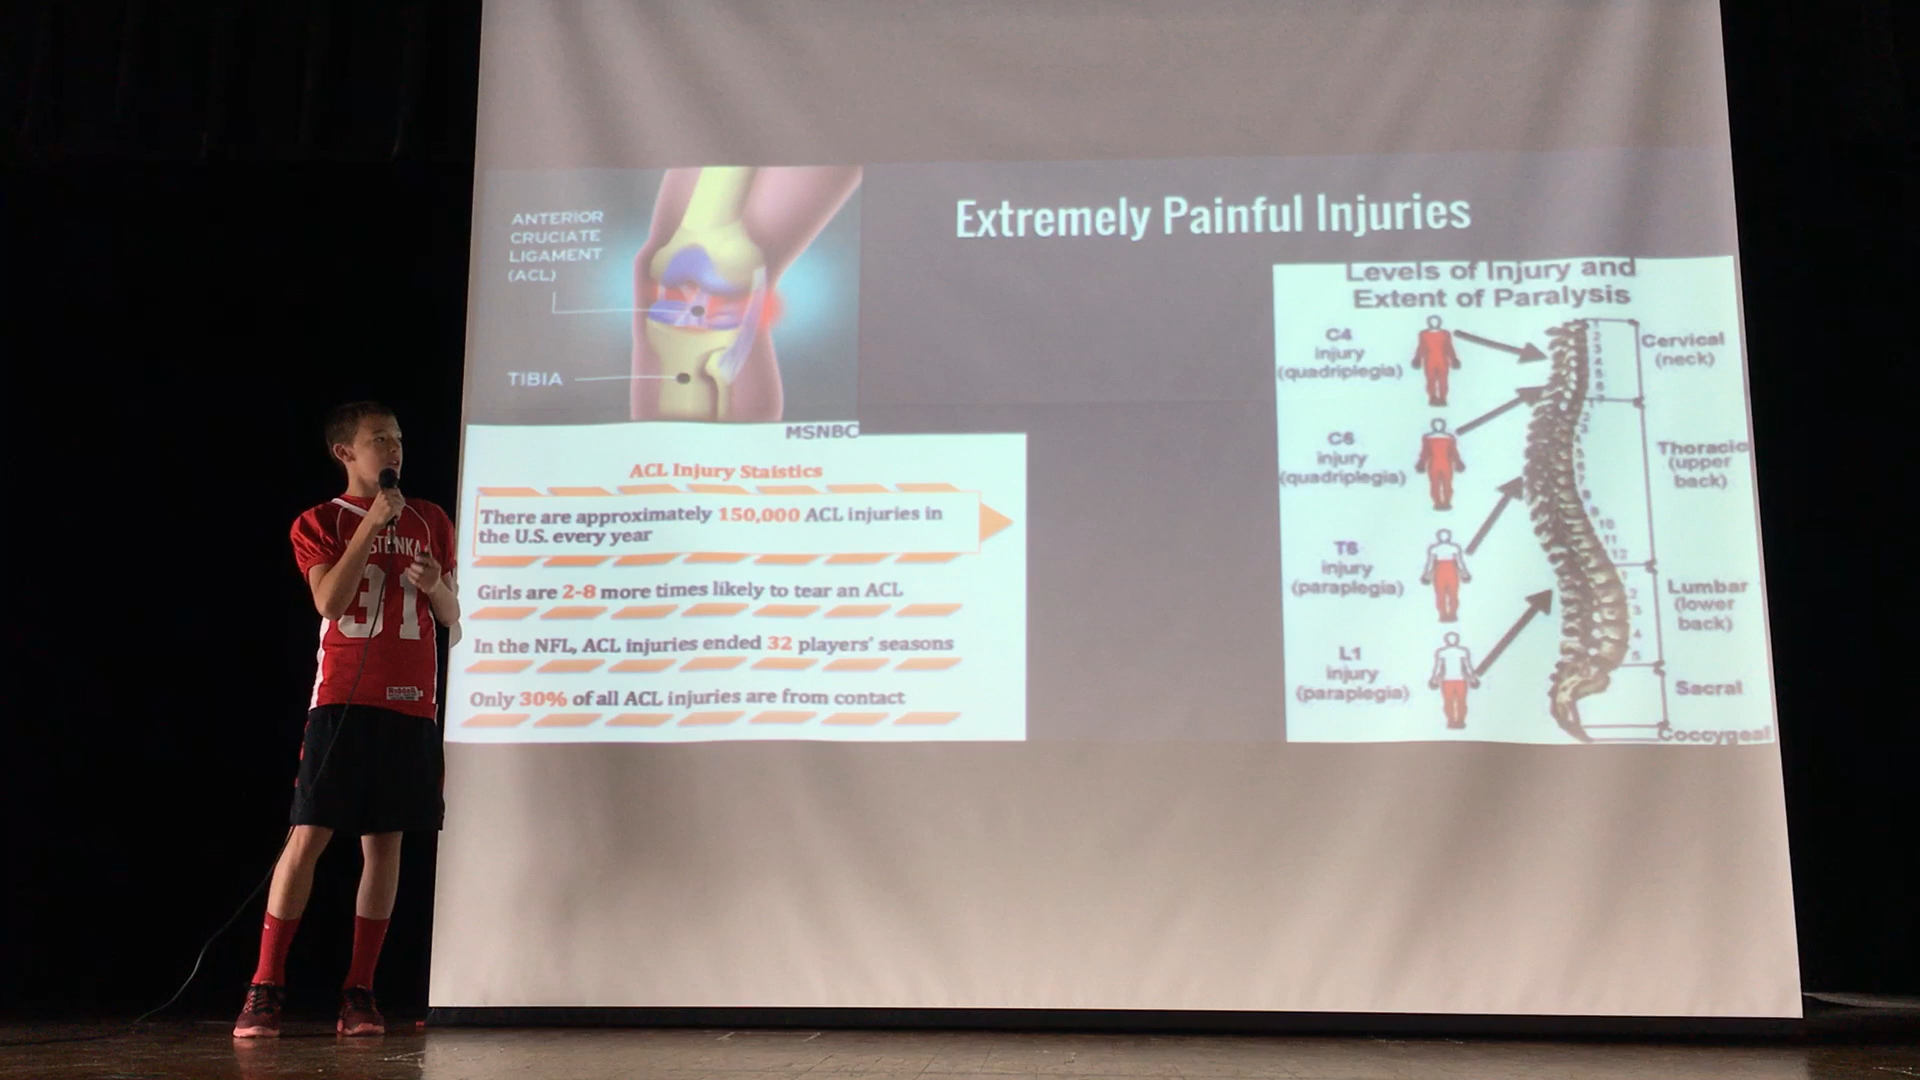 Extremely Painful Injuries
ANTERIOR
CRUCIATE
LIGAMENT
(ACL)
TIBIA
MSNBC
ACL Injury Staistics
There are approximately 150,000 ACL injuries in
the U.S. every year
Girls are 2-8 more times likely to tear an ACL
In the NFL, ACL injuries ended 32 players' seasons
Only 30% of all ACL injuries are from contact
Levels of Injury and
Extent of Paralysis
C4
injury
(quadriplegia)
C6
injury
(quadriplegia)
T6
injury
(paraplegia)
L1
injury
(paraplegia)
Cervical
(neck)
Thoracic
(upper
back)
Lumbar
(lower
back)
Sacral
Coccygeal
31